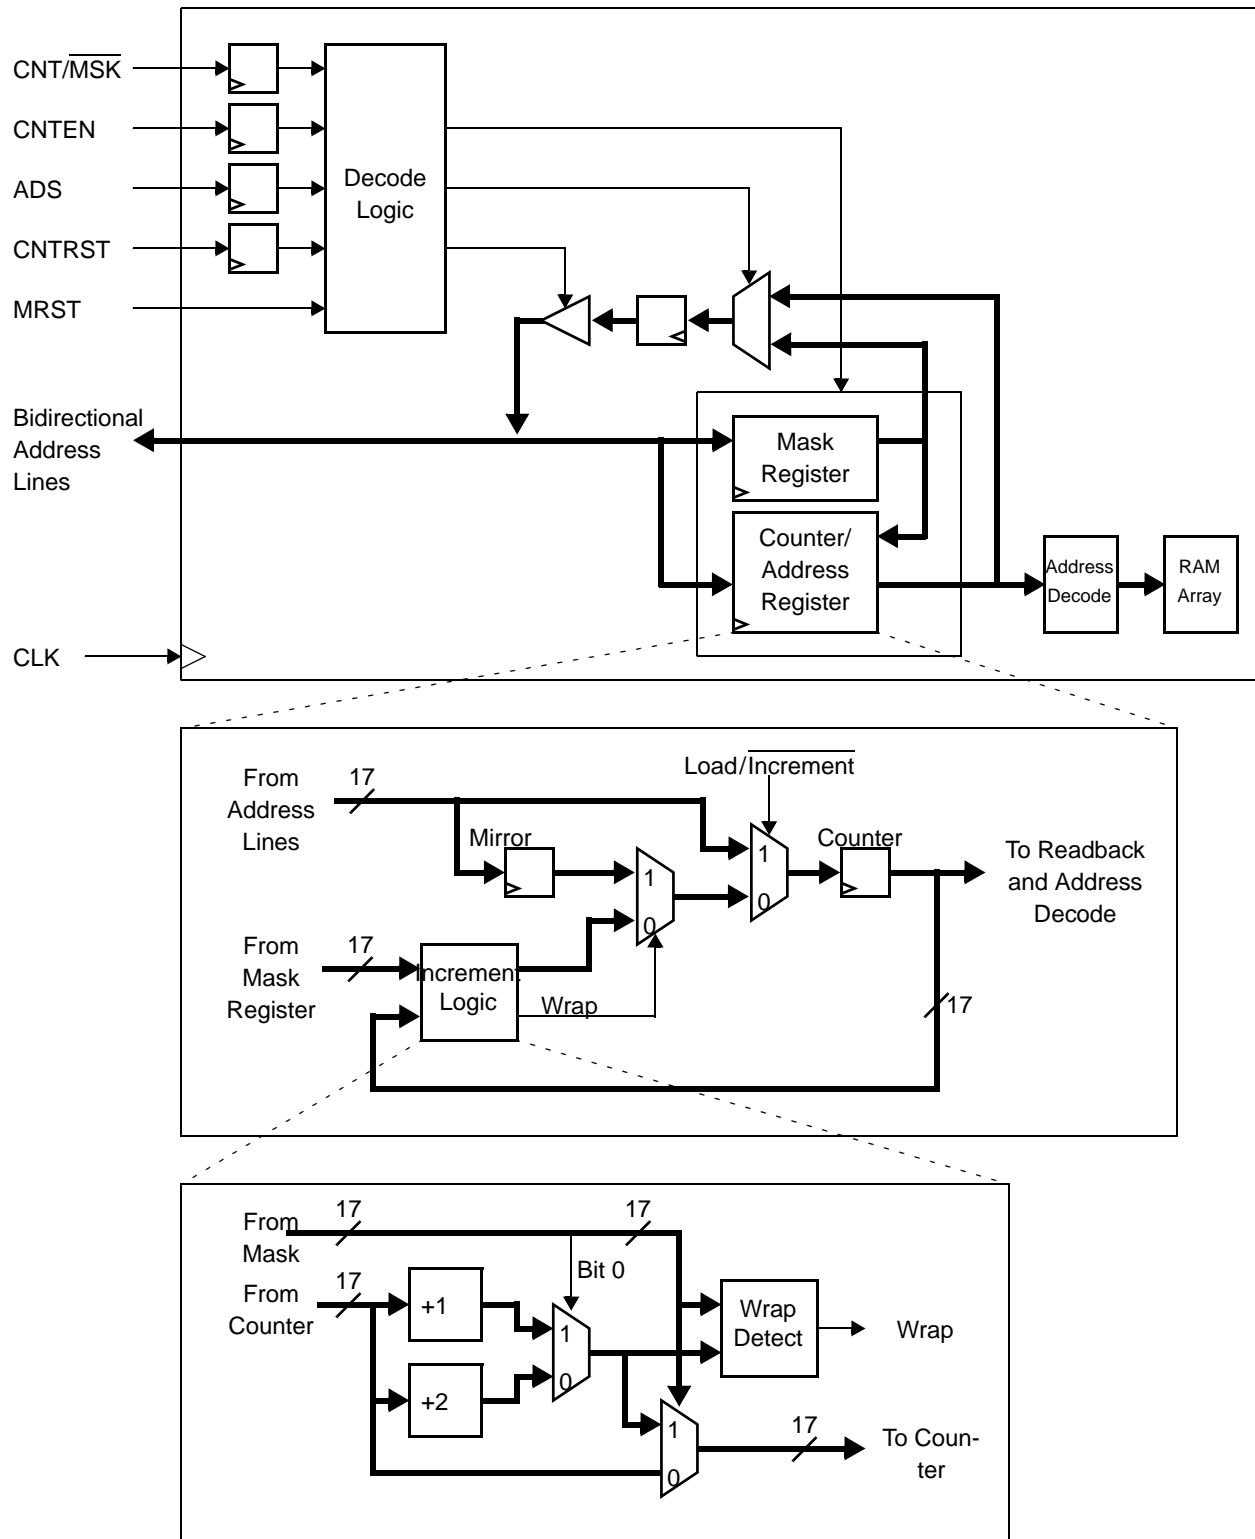 CNT/MSK
CNTEN
ADS
CNTRST
MRST
Decode
Logic
Bidirectional
Address
Lines
Mask
Register
Counter/
Address
Register
Address
Decode
RAM
Array
CLK
From
Address
Lines
17
Load/Increment
Mirror
1
0
1
0
Counter
To Readback
and Address
Decode
From
Mask
Register
17
Increment
Logic
Wrap
17
From
Mask
17
17
Bit 0
From
Counter
17
+1
+2
1
0
Wrap
Detect
Wrap
1
0
17
To Coun-
ter